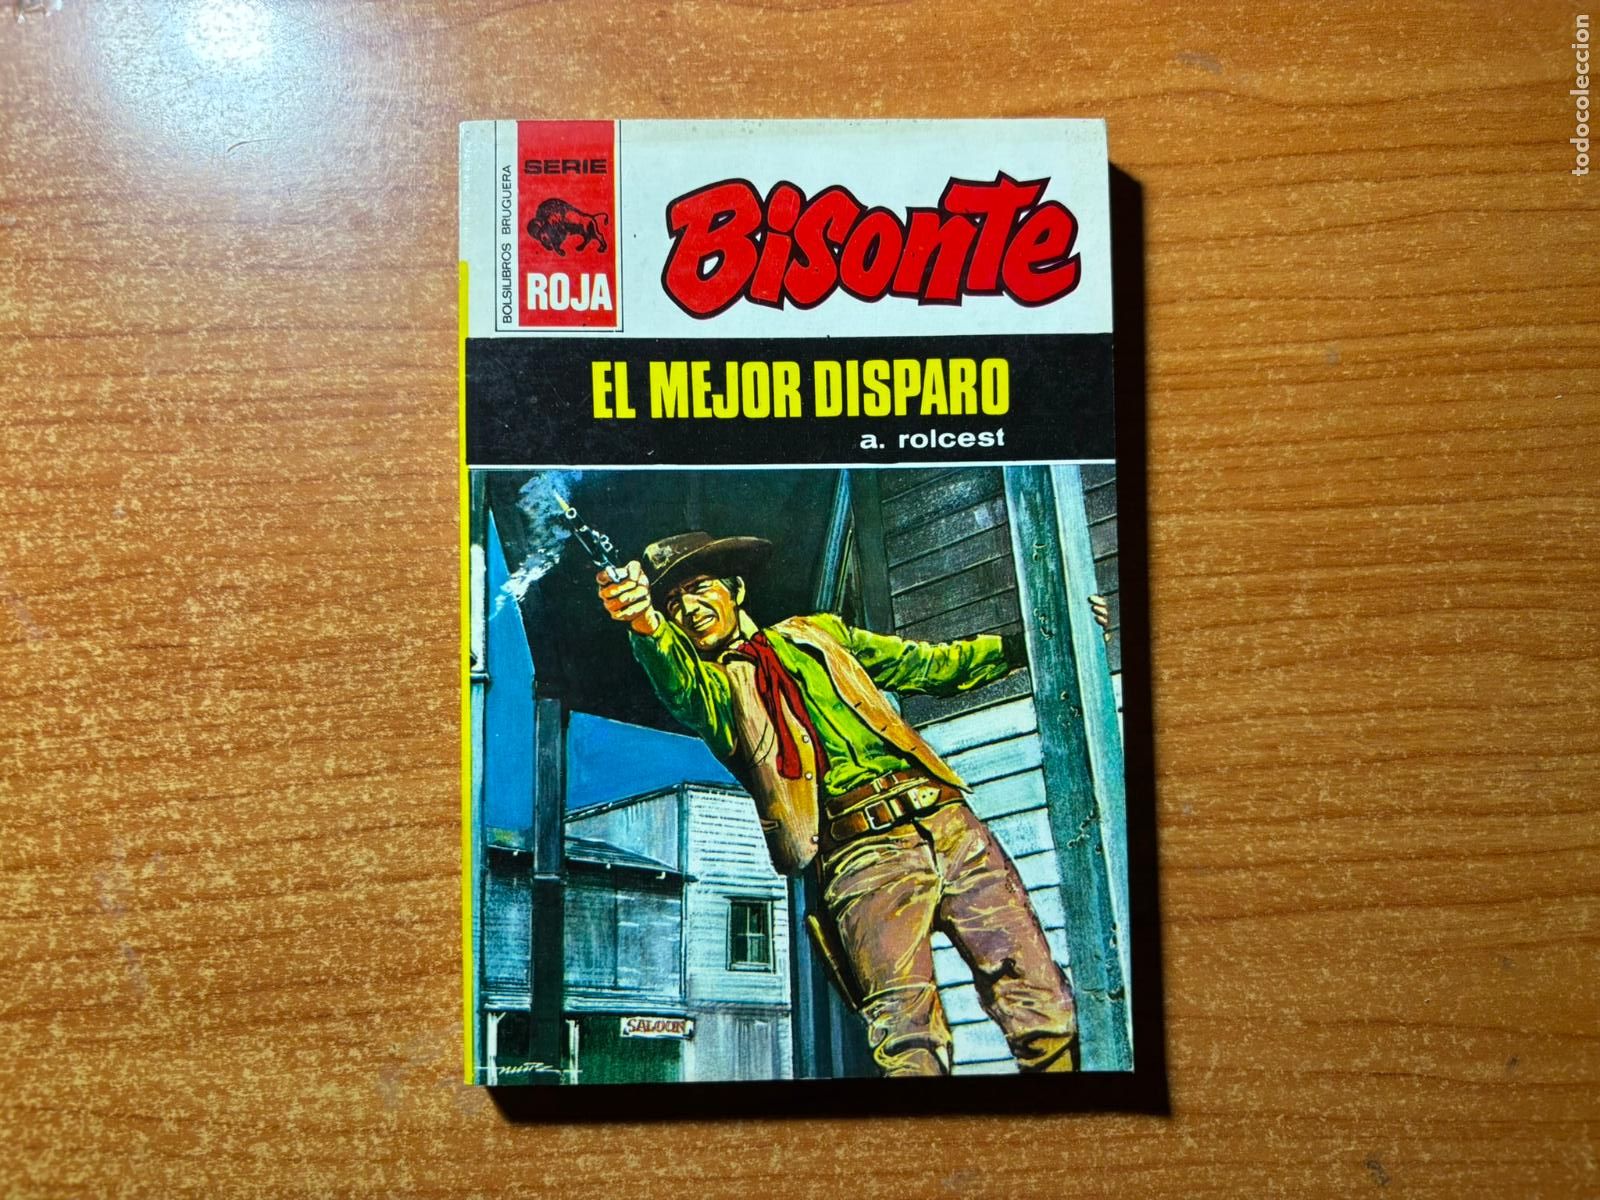 BOLSILIBROS BRUGUERA
SERIE
ROJA
Bisonte
EL MEJOR DISPARO
a. rolcest
SALOON
todocoleccion